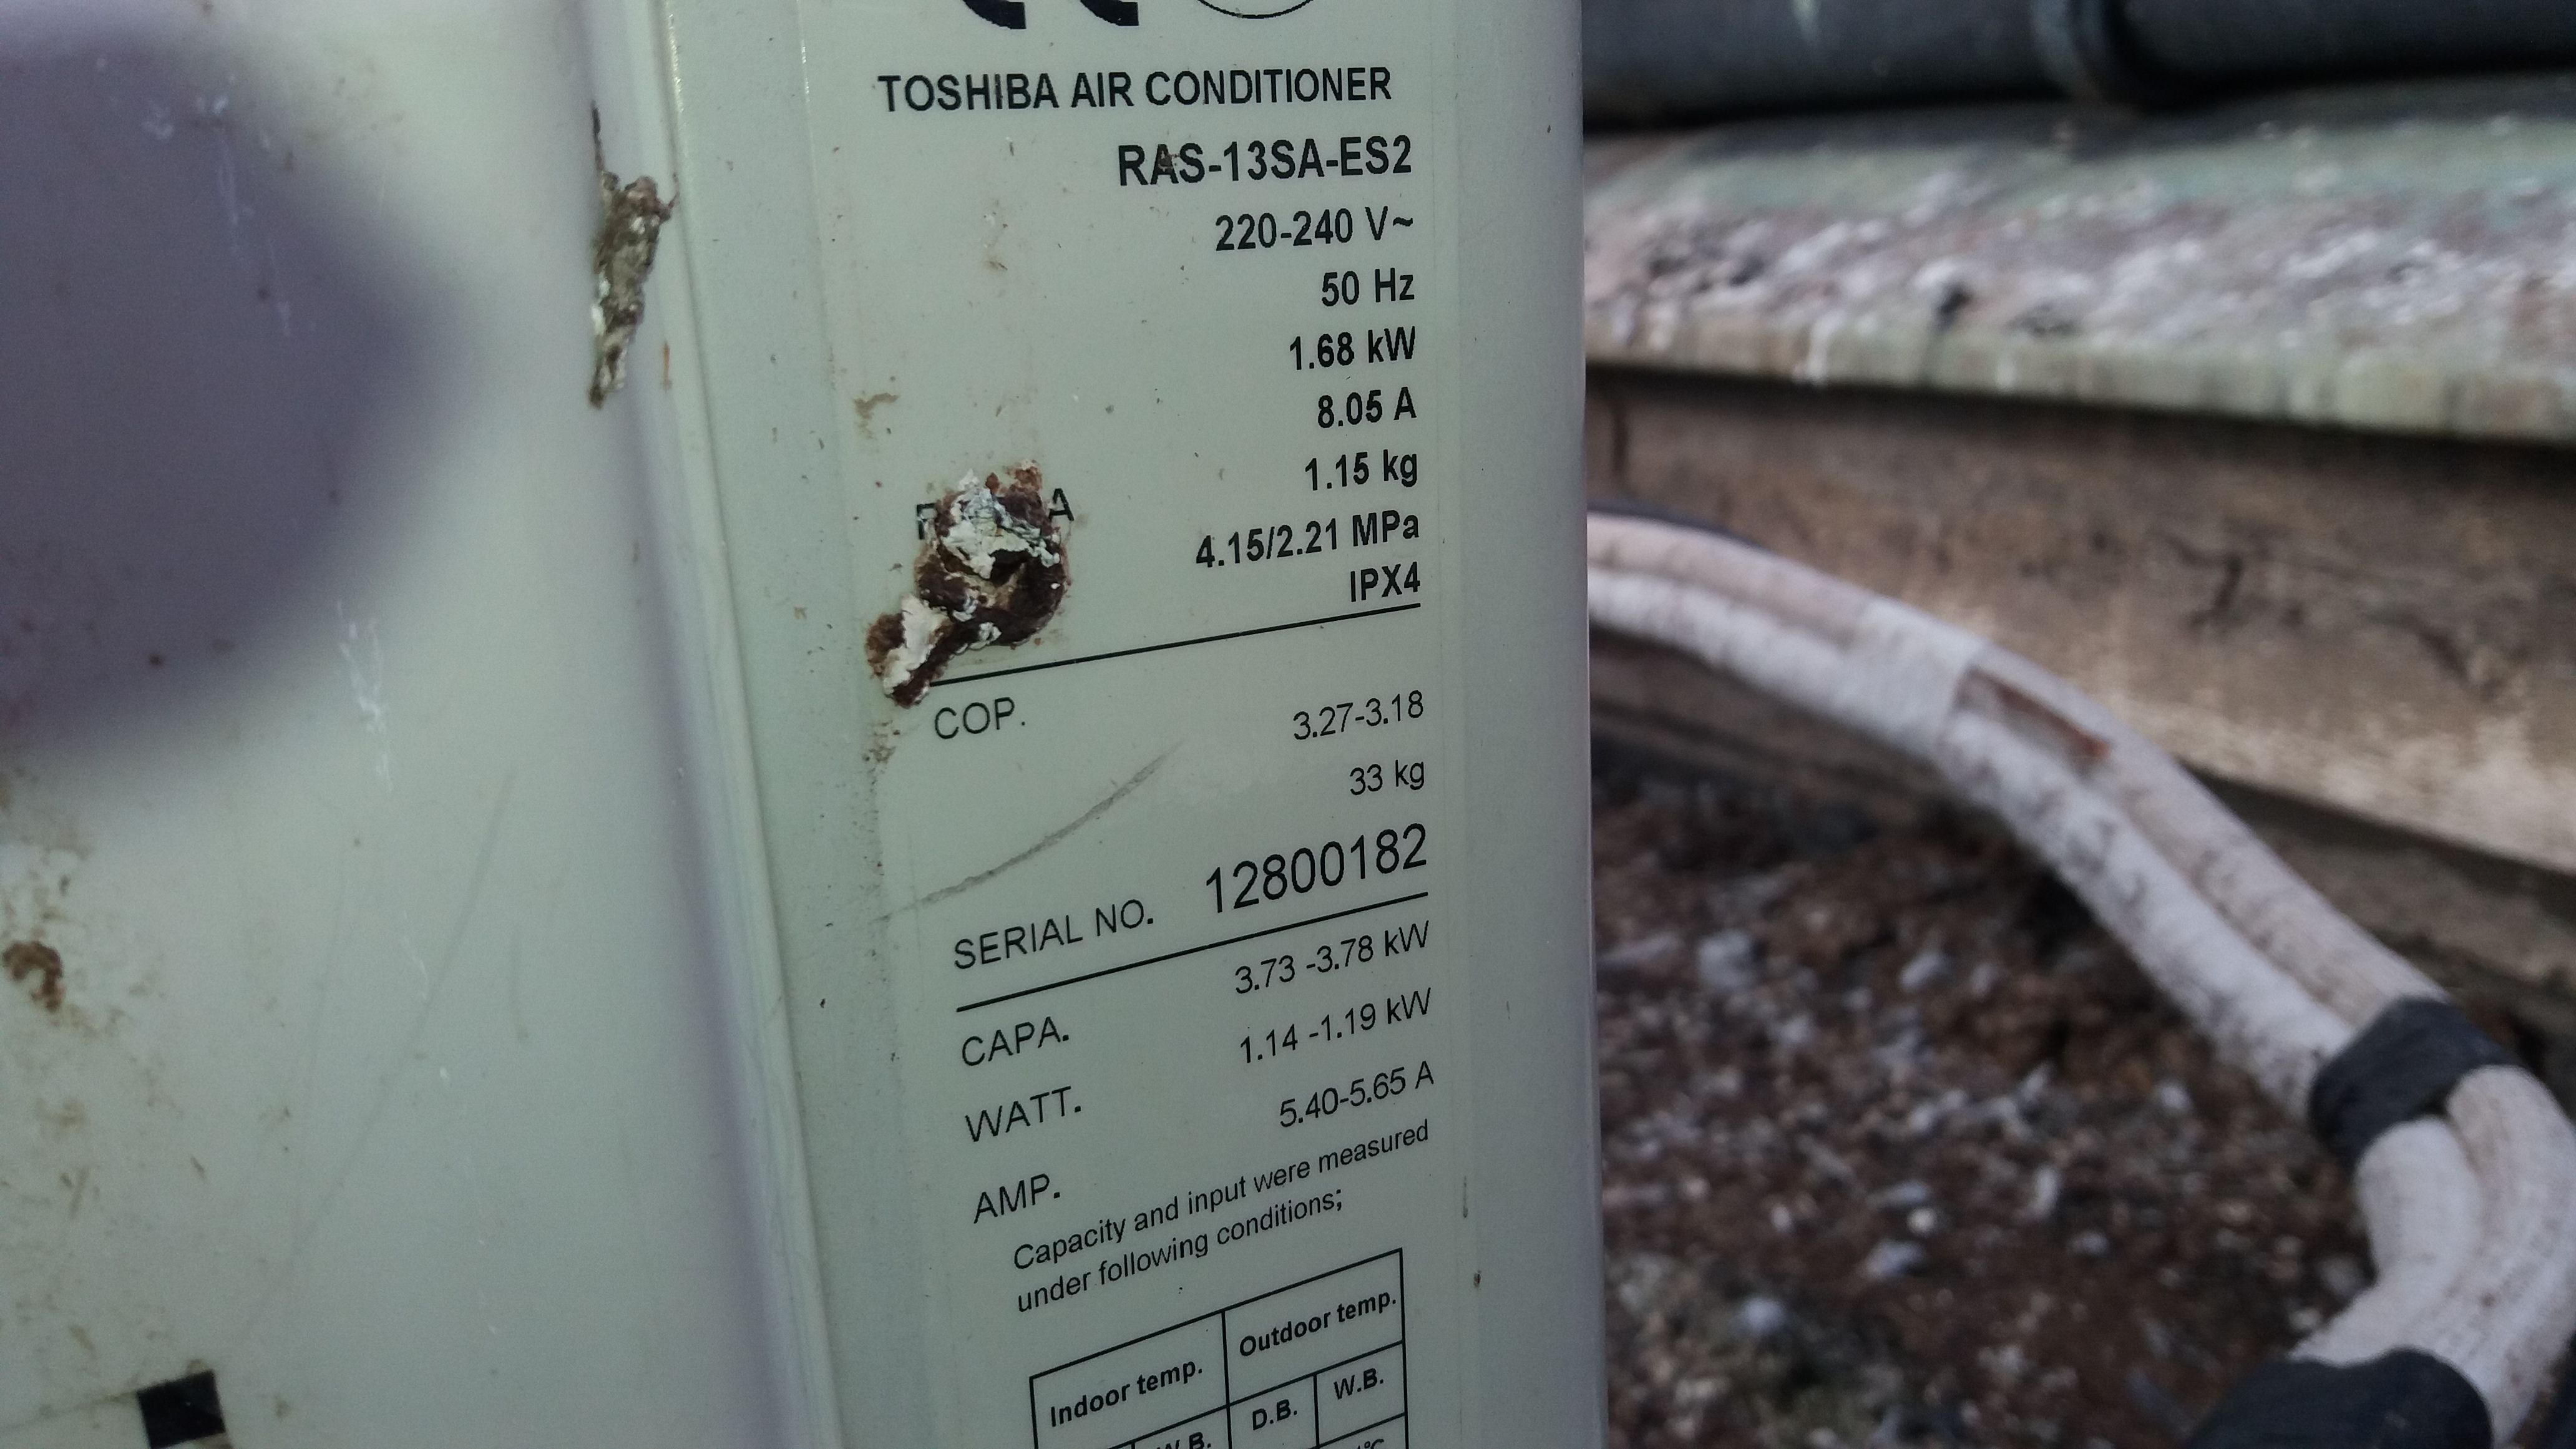 TOSHIBA AIR CONDITIONER
RAS-13SA-ES2
220-240 V~
50 Hz
1.68 kW
8.05 A
1.15 kg
4.15/2.21 MPa
IPX4
COP. 3.27-3.18
33 kg
SERIAL NO. 12800182
CAPA. 3.73 -3.78 kW
WATT. 1.14 -1.19 kW
AMP. 5.40-5.65 A
Capacity and input were measured
under following conditions;
Indoor temp. Outdoor temp.
W.B. D.B. W.B.